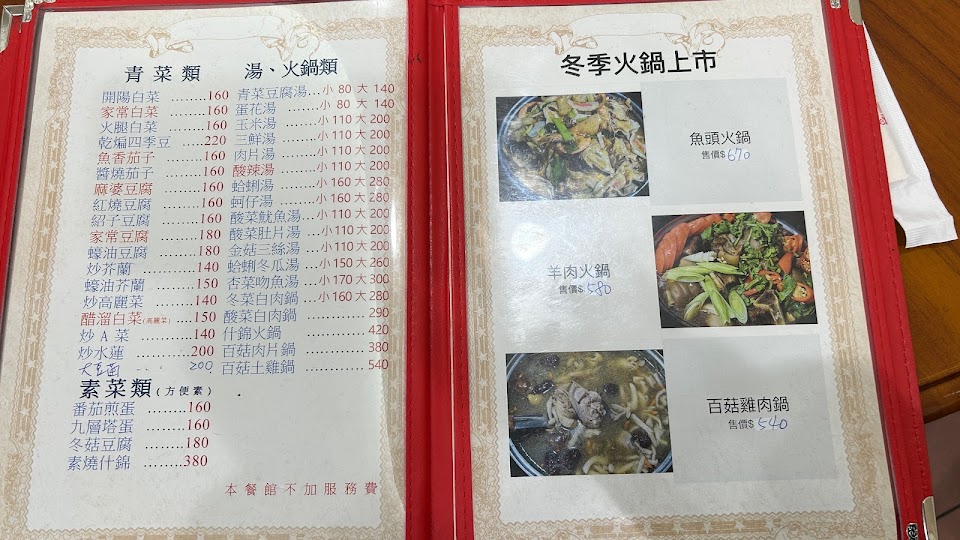 青菜類
開陽白菜 ........160
家常白菜 ........160
火腿白菜 ........160
乾煸四季豆 .....220
魚香茄子 ........160
醬燒茄子 ........160
麻婆豆腐 ........160
紅燒豆腐 ........160
紹子豆腐 ........160
家常豆腐 ........180
蠔油豆腐 ........180
炒芥蘭 ...........140
蠔油芥蘭 ........150
炒高麗菜 ........140
醋溜白菜(高麗菜) ....150
炒A菜 ............140
炒水蓮 ...........200
200
素菜類(方便素)
番茄煎蛋 ........160
九層塔蛋 ........160
冬菇豆腐 ........180
素燒什錦 ........380
湯、火鍋類
青菜豆腐湯...小 80 大 140
蛋花湯 .........小 80 大 140
玉米湯 .........小 110 大 200
三鮮湯 .........小 110 大 200
肉片湯 .........小 110 大 200
酸辣湯 .........小 110 大 200
蛤蜊湯 .........小 160 大 280
蚵仔湯 .........小 160 大 280
酸菜魷魚湯...小 110 大 200
酸菜肚片湯...小 110 大 200
金菇三絲湯...小 110 大 200
蛤蜊冬瓜湯...小 150 大 260
杏菜吻魚湯...小 170 大 300
冬菜白肉鍋...小 160 大 280
酸菜白肉鍋 ...............290
什錦火鍋 ..................420
百菇肉片鍋 ...............380
百菇土雞鍋 ...............540
本餐館不加服務費
冬季火鍋上市
魚頭火鍋
售價$ 670
羊肉火鍋
售價$ 580
百菇雞肉鍋
售價$ 540